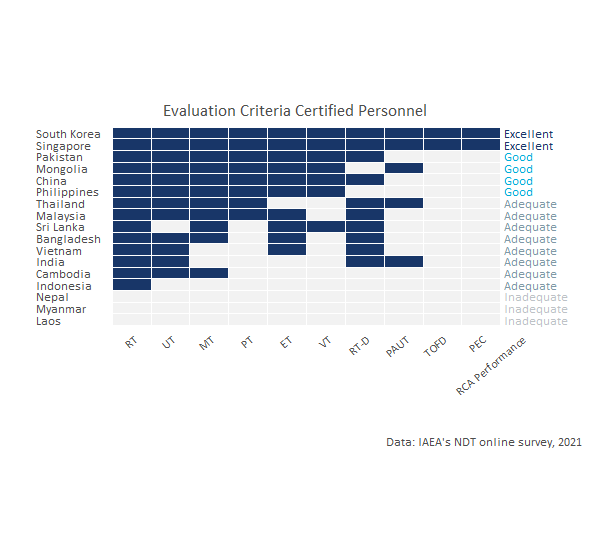 Evaluation Criteria Certified Personnel
South Korea Excellent
Singapore Excellent
Pakistan Good
Mongolia Good
China Good
Philippines Good
Thailand Adequate
Malaysia Adequate
Sri Lanka Adequate
Bangladesh Adequate
Vietnam Adequate
India Adequate
Cambodia Adequate
Indonesia Adequate
Nepal Inadequate
Myanmar Inadequate
Laos Inadequate
RT UT MT PT ET VT RT-D PAUT TOFD PEC RCA Performance
Data: IAEA's NDT online survey, 2021